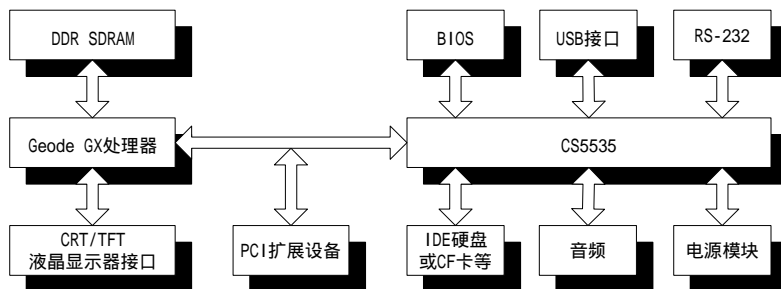 DDR SDRAM
BIOS
USB接口
RS-232
Geode GX处理器
CS5535
CRT/TFT
液晶显示器接口
PCI扩展设备
IDE硬盘
或CF卡等
音频
电源模块